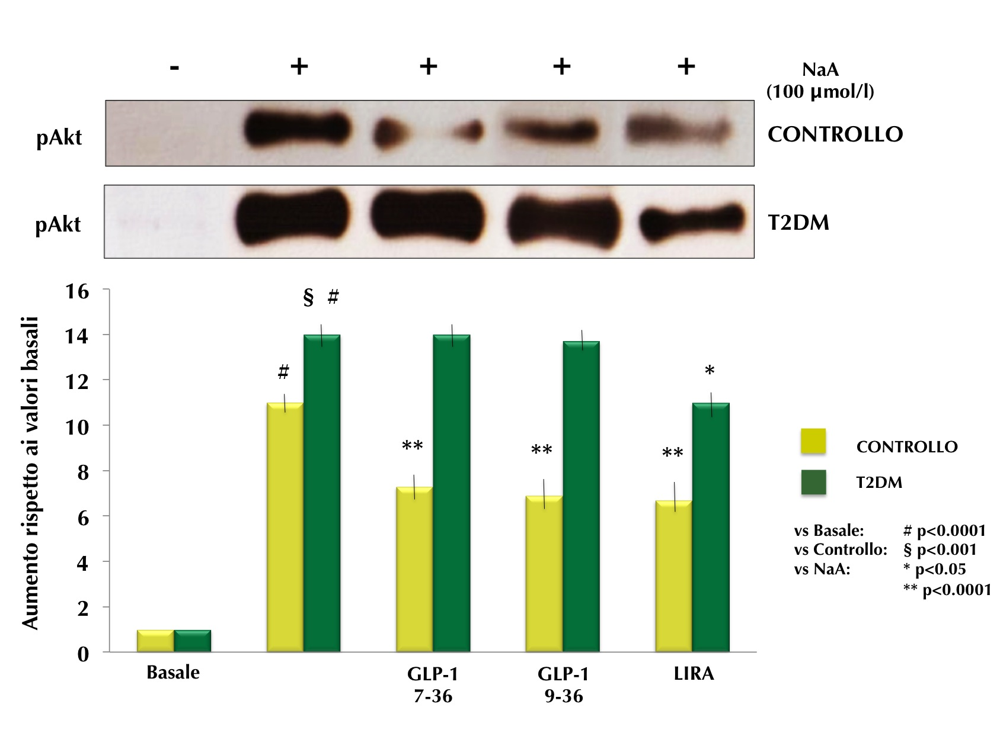 - + + + + NaA
(100 μmol/l)
pAkt CONTROLLO
pAkt T2DM
Aumento rispetto ai valori basali
16
14
12
10
8
6
4
2
0
§ #
#
**
**
**
*
Basale
GLP-1
7-36
GLP-1
9-36
LIRA
CONTROLLO
T2DM
vs Basale: # p<0.0001
vs Controllo: § p<0.001
vs NaA: * p<0.05
** p<0.0001